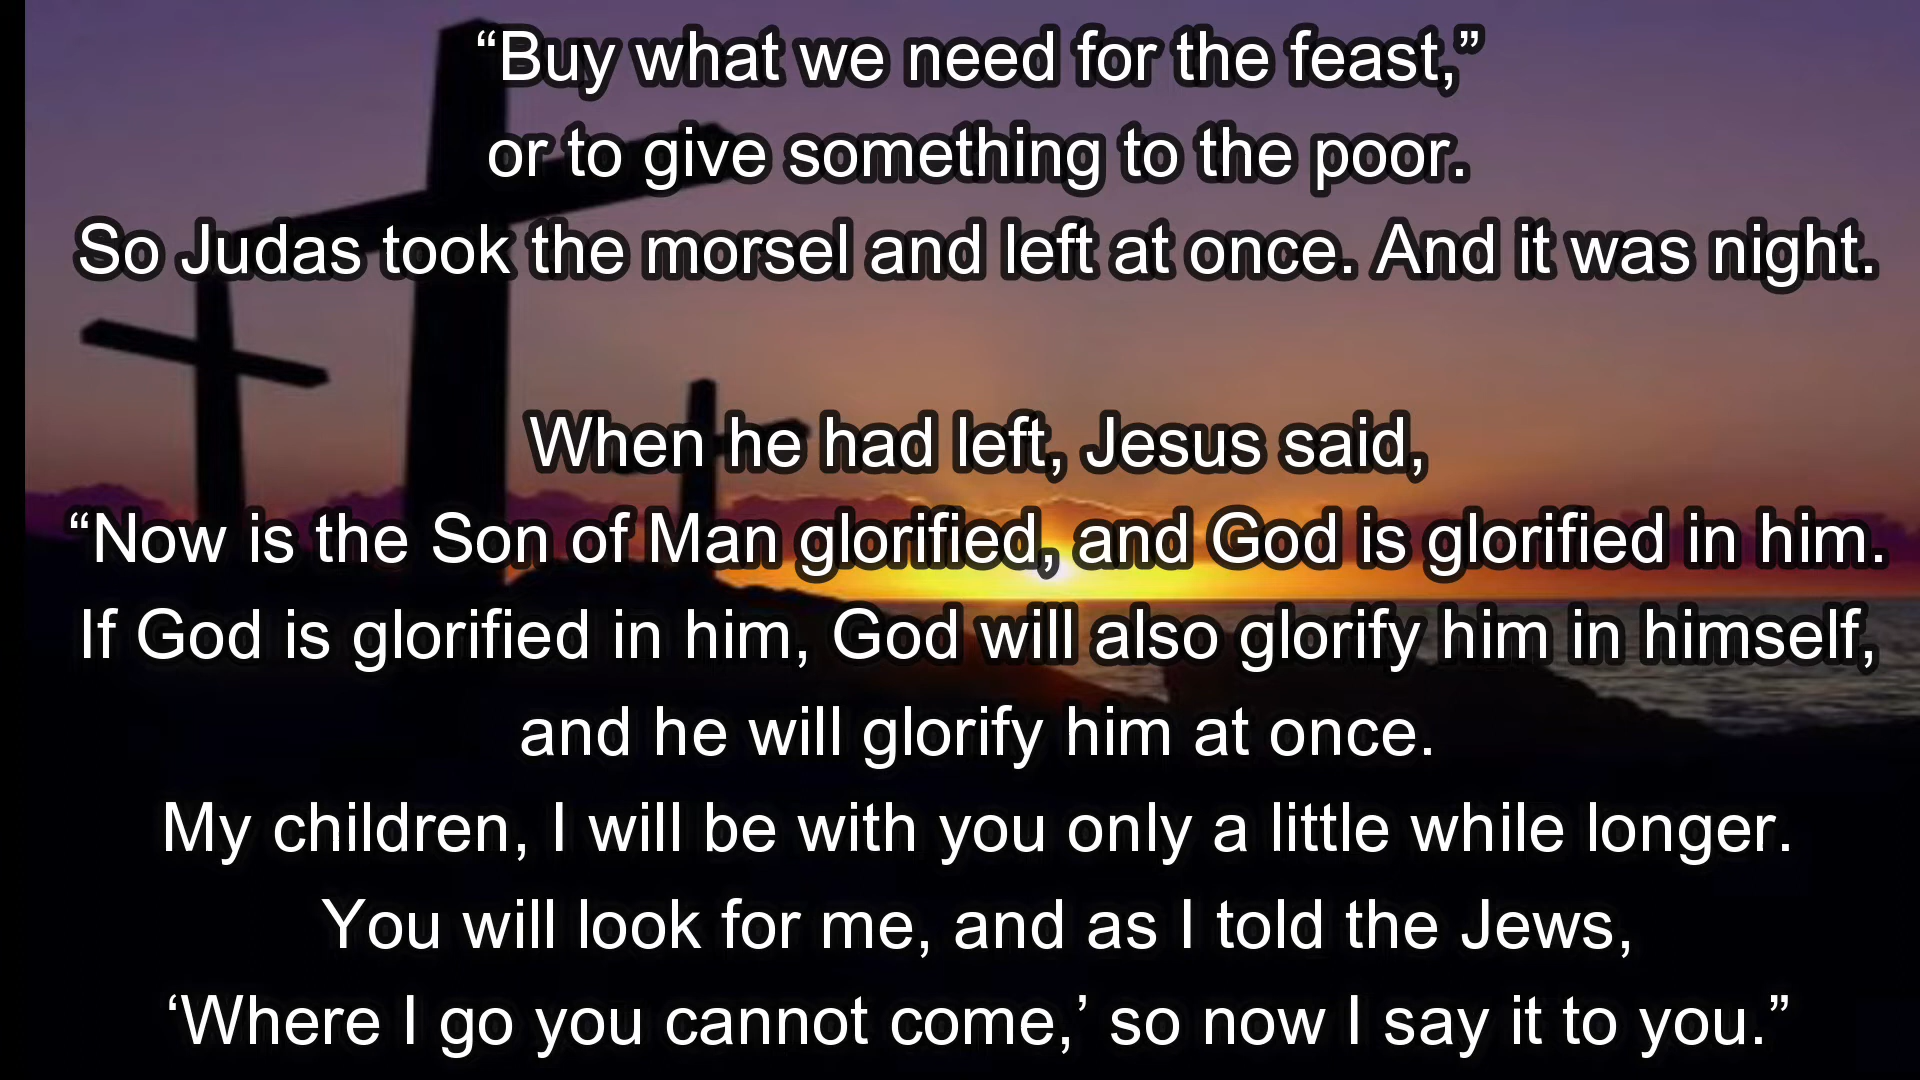 “Buy what we need for the feast,”
or to give something to the poor.
So Judas took the morsel and left at once. And it was night.
When he had left, Jesus said,
“Now is the Son of Man glorified, and God is glorified in him.
If God is glorified in him, God will also glorify him in himself,
and he will glorify him at once.
My children, I will be with you only a little while longer.
You will look for me, and as I told the Jews,
‘Where I go you cannot come,’ so now I say it to you.”